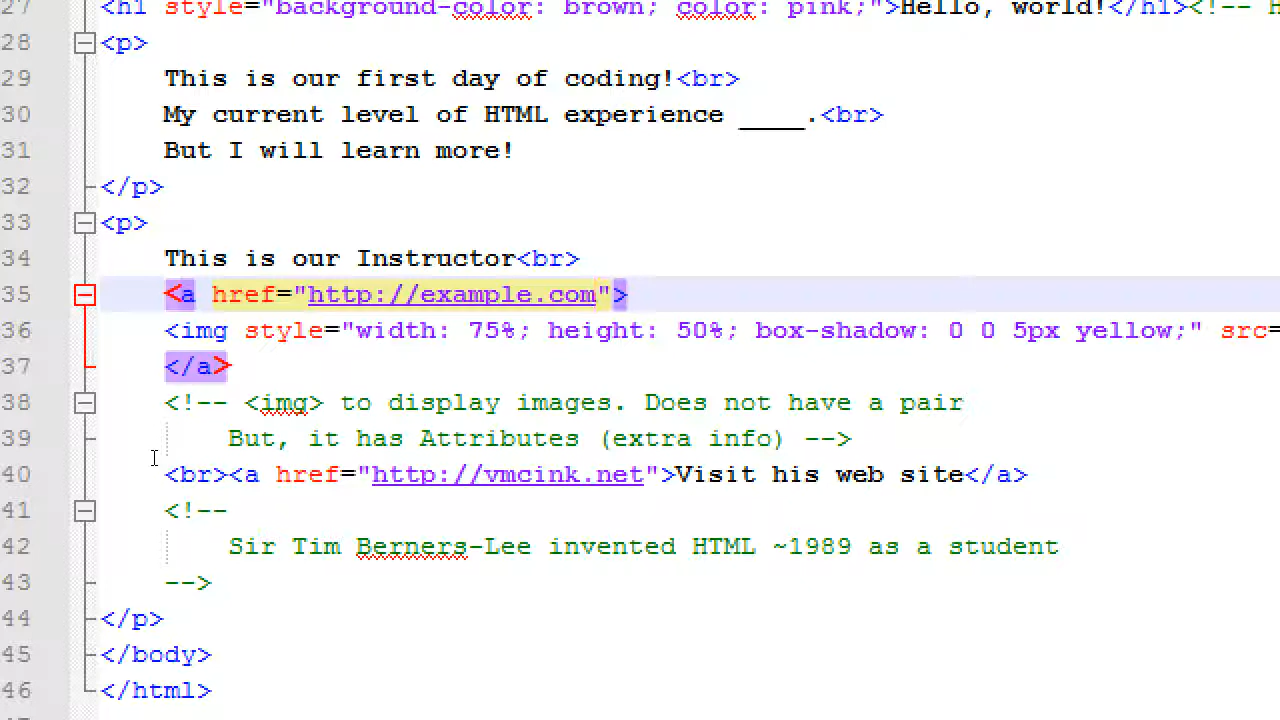 27 <h1 style="background-color: brown; color: pink;">Hello, world!</h1><!-- H
28 <p>
29 This is our first day of coding!<br>
30 My current level of HTML experience ____.<br>
31 But I will learn more!
32 </p>
33 <p>
34 This is our Instructor<br>
35 <a href="http://example.com">
36 <img style="width: 75%; height: 50%; box-shadow: 0 0 5px yellow;" src=
37 </a>
38 <!-- <img> to display images. Does not have a pair
39 But, it has Attributes (extra info) -->
40 <br><a href="http://vmcink.net">Visit his web site</a>
41 <!--
42 Sir Tim Berners-Lee invented HTML ~1989 as a student
43 -->
44 </p>
45 </body>
46 </html>